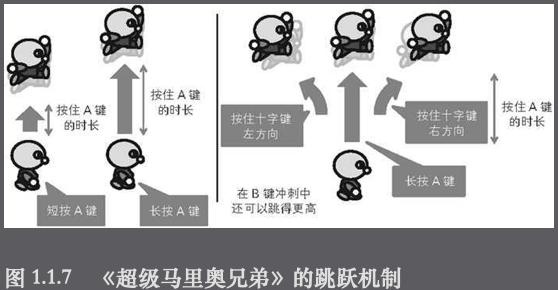 按住 A 键
的时长
按住 A 键
的时长
短按 A 键
长按 A 键
按住十字键
左方向
按住十字键
右方向
按住 A 键
的时长
长按 A 键
在 B 键冲刺中
还可以跳得更高
图 1.1.7 《超级马里奥兄弟》的跳跃机制